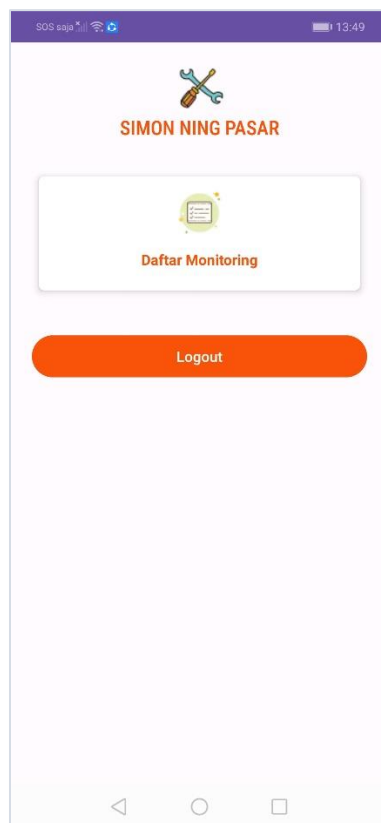 SOS saja
13:49
SIMON NING PASAR
Daftar Monitoring
Logout